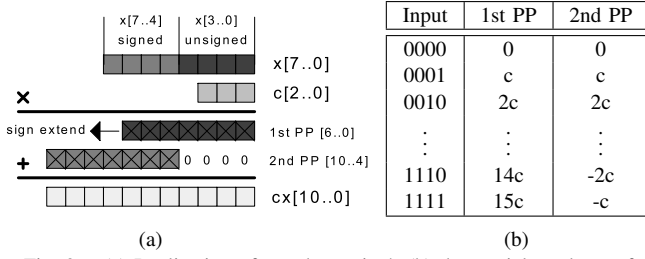 x[7..4]
x[3..0]
signed
unsigned
x[7..0]
×
c[2..0]
sign extend
1st PP [6..0]
+
0 0 0 0
2nd PP [10..4]
cx[10..0]
(a)
Input 1st PP 2nd PP
0000 0 0
0001 c c
0010 2c 2c
⋮ ⋮ ⋮
1110 14c -2c
1111 15c -c
(b)